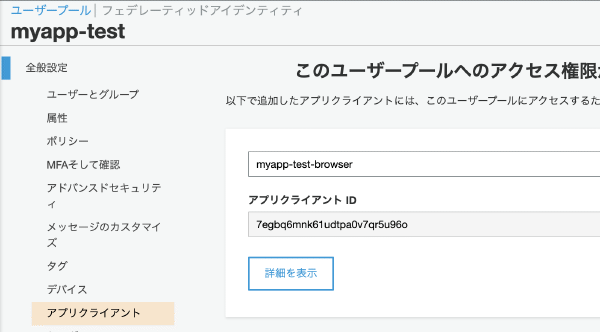 ユーザープール | フェデレーティッドアイデンティティ
myapp-test
全般設定
ユーザーとグループ
属性
ポリシー
MFAそして確認
アドバンスドセキュリテ
ィ
メッセージのカスタマイ
ズ
タグ
デバイス
アプリクライアント
このユーザープールへのアクセス権限
以下で追加したアプリクライアントには、このユーザープールにアクセスするた
myapp-test-browser
アプリクライアント ID
7egbq6mnk61udtpa0v7qr5u96o
詳細を表示